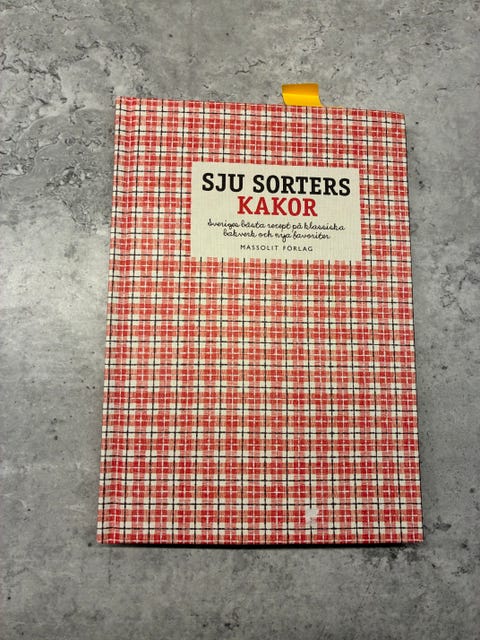 SJU SORTERS
KAKOR
Sveriges bästa recept på klassiska
bakverk och nya favoriter
MASSOLIT FÖRLAG